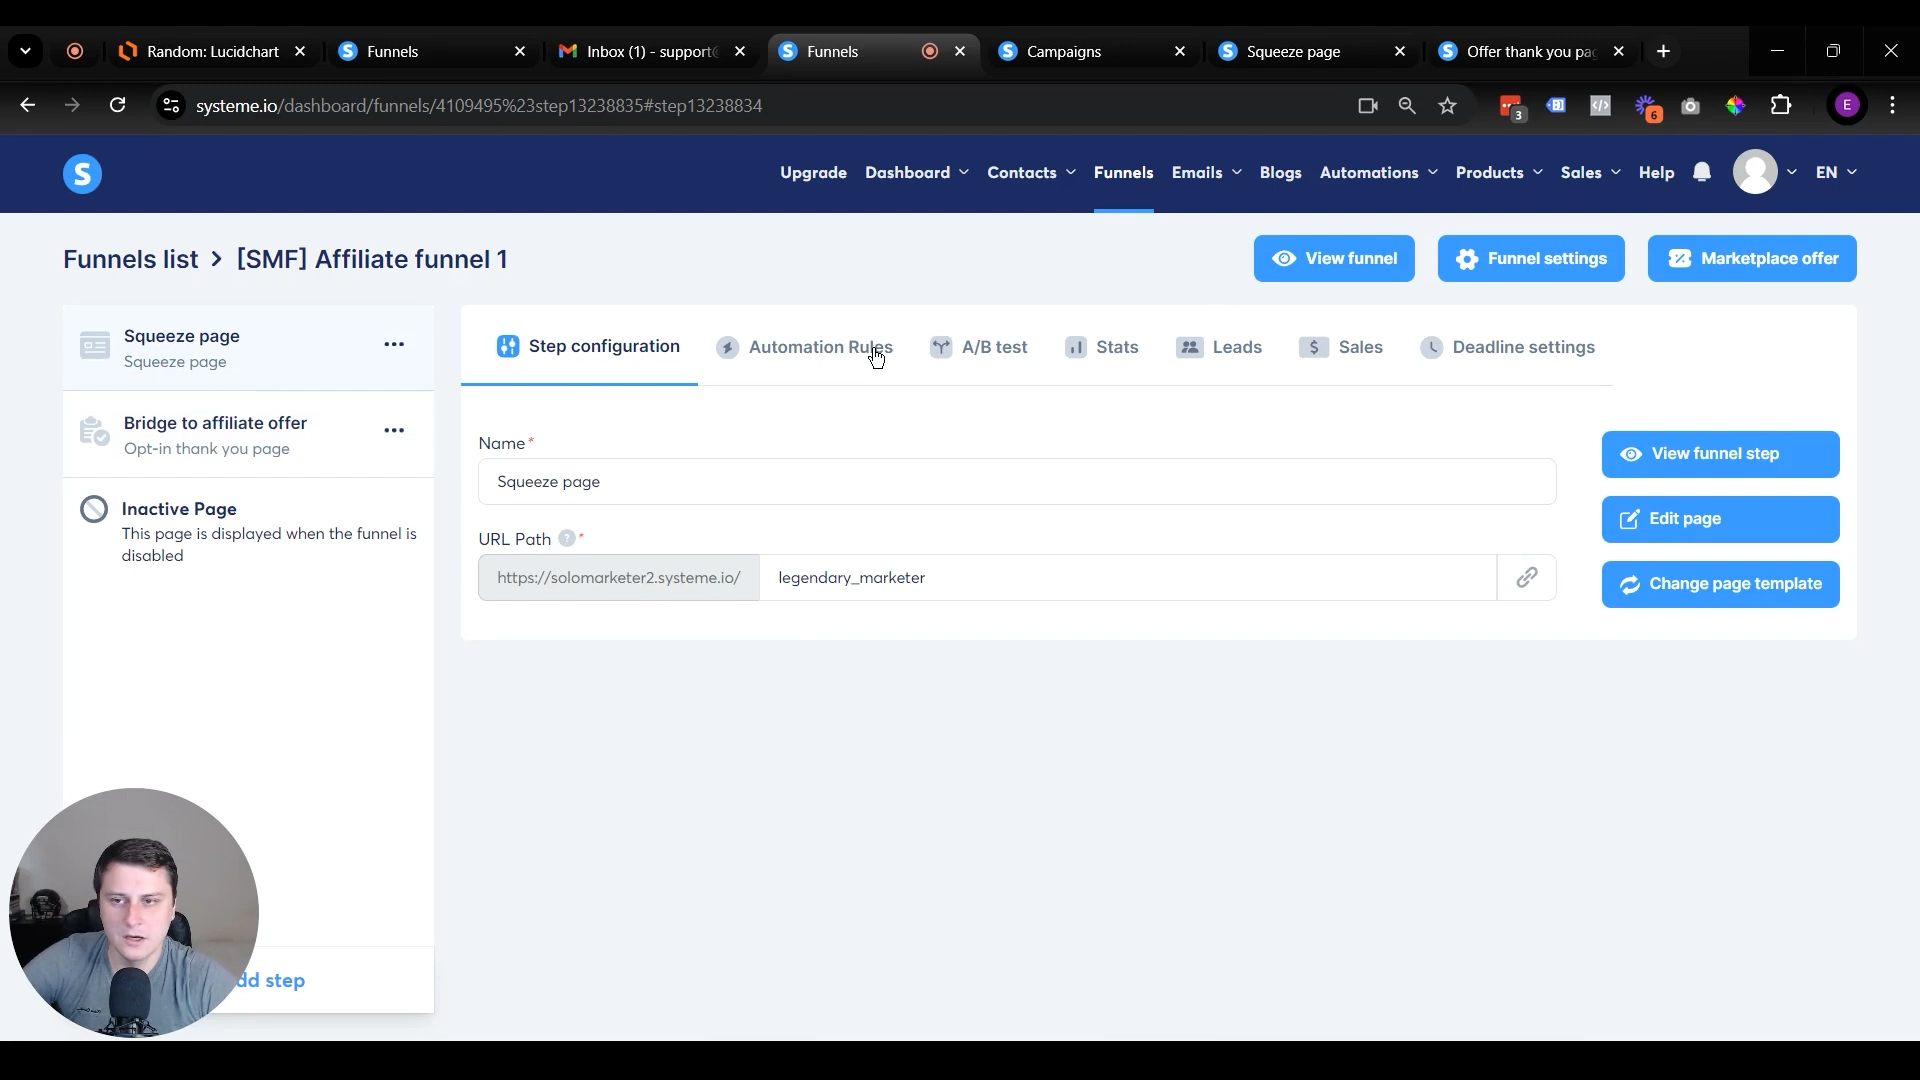 Random: Lucidchart
Funnels
Inbox (1) - support
Funnels
Campaigns
Squeeze page
Offer thank you pa
systeme.io/dashboard/funnels/4109495%23step13238835#step13238834
3
6
E
S
Upgrade
Dashboard
Contacts
Funnels
Emails
Blogs
Automations
Products
Sales
Help
EN
Funnels list > [SMF] Affiliate funnel 1
View funnel
Funnel settings
Marketplace offer
Squeeze page
Squeeze page
Bridge to affiliate offer
Opt-in thank you page
Inactive Page
This page is displayed when the funnel is
disabled
dd step
Step configuration
Automation Rules
A/B test
Stats
Leads
Sales
Deadline settings
Name*
Squeeze page
URL Path ? *
https://solomarketer2.systeme.io/
legendary_marketer
View funnel step
Edit page
Change page template